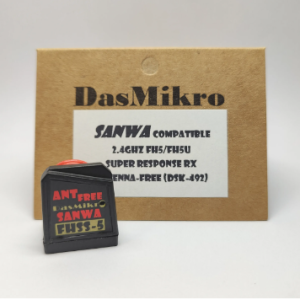 DasMikro
SANWA COMPATIBLE
2.4GHZ FH5/FH5U
SUPER RESPONSE RX
ENNA-FREE (DSK-492)
ANT FREE
DasMikro
SANWA
FHSS-5